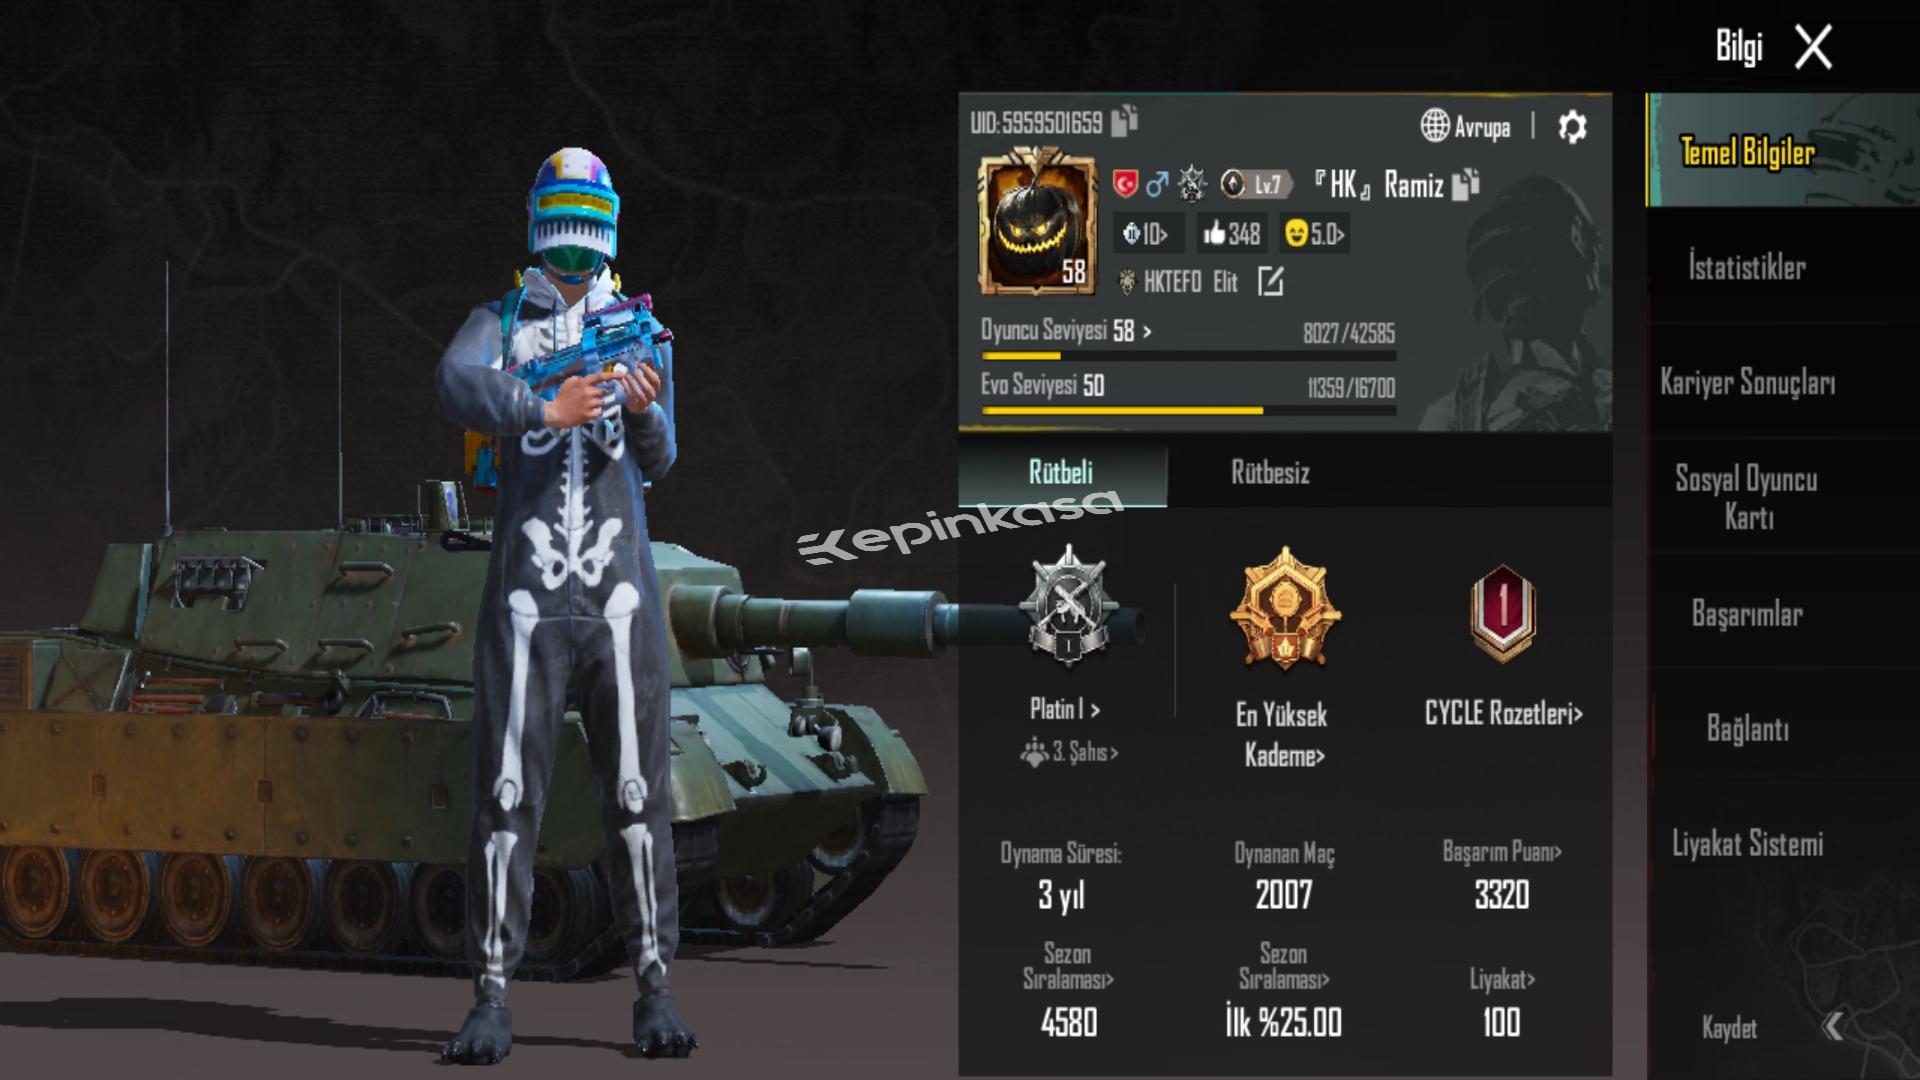 Bilgi
UID:5959501659
Avrupa
Lv.7
『HK』 Ramiz
10>
348
5.0>
58
HKTEFO Elit
Oyuncu Seviyesi 58 >
8027/42585
Evo Seviyesi 50
11359/16700
Rütbeli
Rütbesiz
epinkasa
I
1
Platin I >
3. Şahıs>
En Yüksek
Kademe>
CYCLE Rozetleri>
Oynama Süresi:
3 yıl
Oynanan Maç
2007
Başarım Puanı>
3320
Sezon
Sıralaması>
4580
Sezon
Sıralaması>
İlk %25.00
Liyakat>
100
Temel Bilgiler
İstatistikler
Kariyer Sonuçları
Sosyal Oyuncu
Kartı
Başarımlar
Bağlantı
Liyakat Sistemi
Kaydet